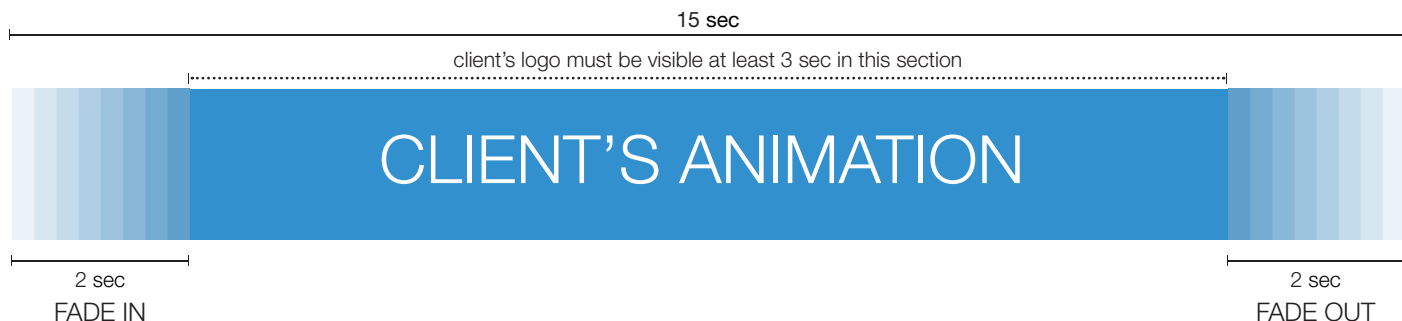 15 sec
client’s logo must be visible at least 3 sec in this section
CLIENT’S ANIMATION
2 sec
FADE IN
2 sec
FADE OUT